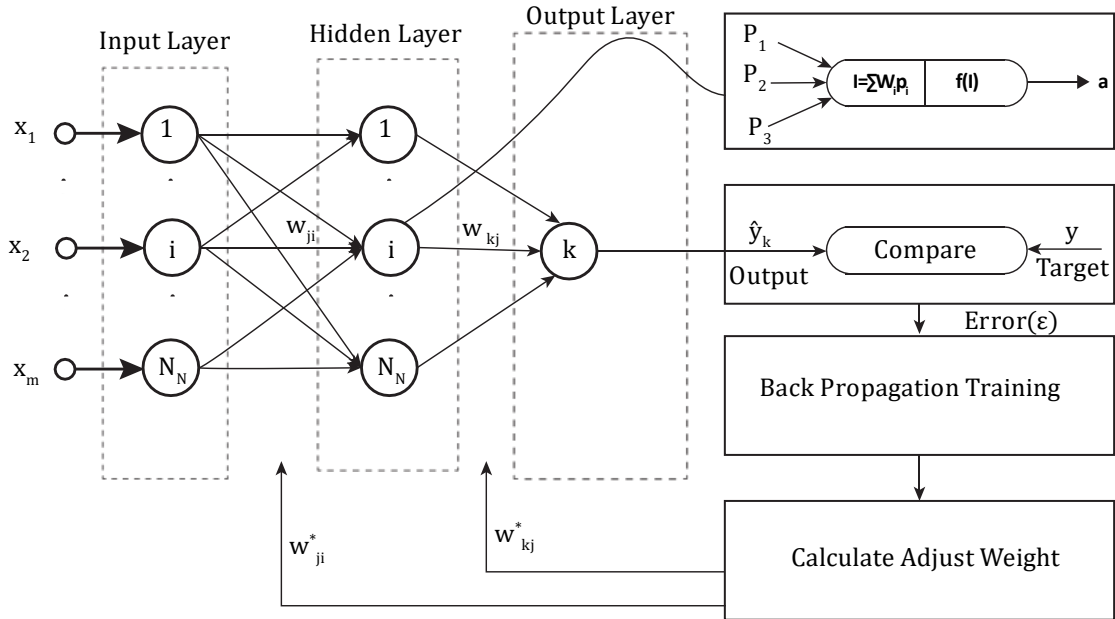 Input Layer
Hidden Layer
Output Layer
x1
x2
xm
1
i
NN
wji
1
i
NN
wkj
k
P1
P2
P3
I=∑Wipi
f(I)
a
ŷk
Output
Compare
y
Target
Error(ε)
Back Propagation Training
Calculate Adjust Weight
w*ji
w*kj